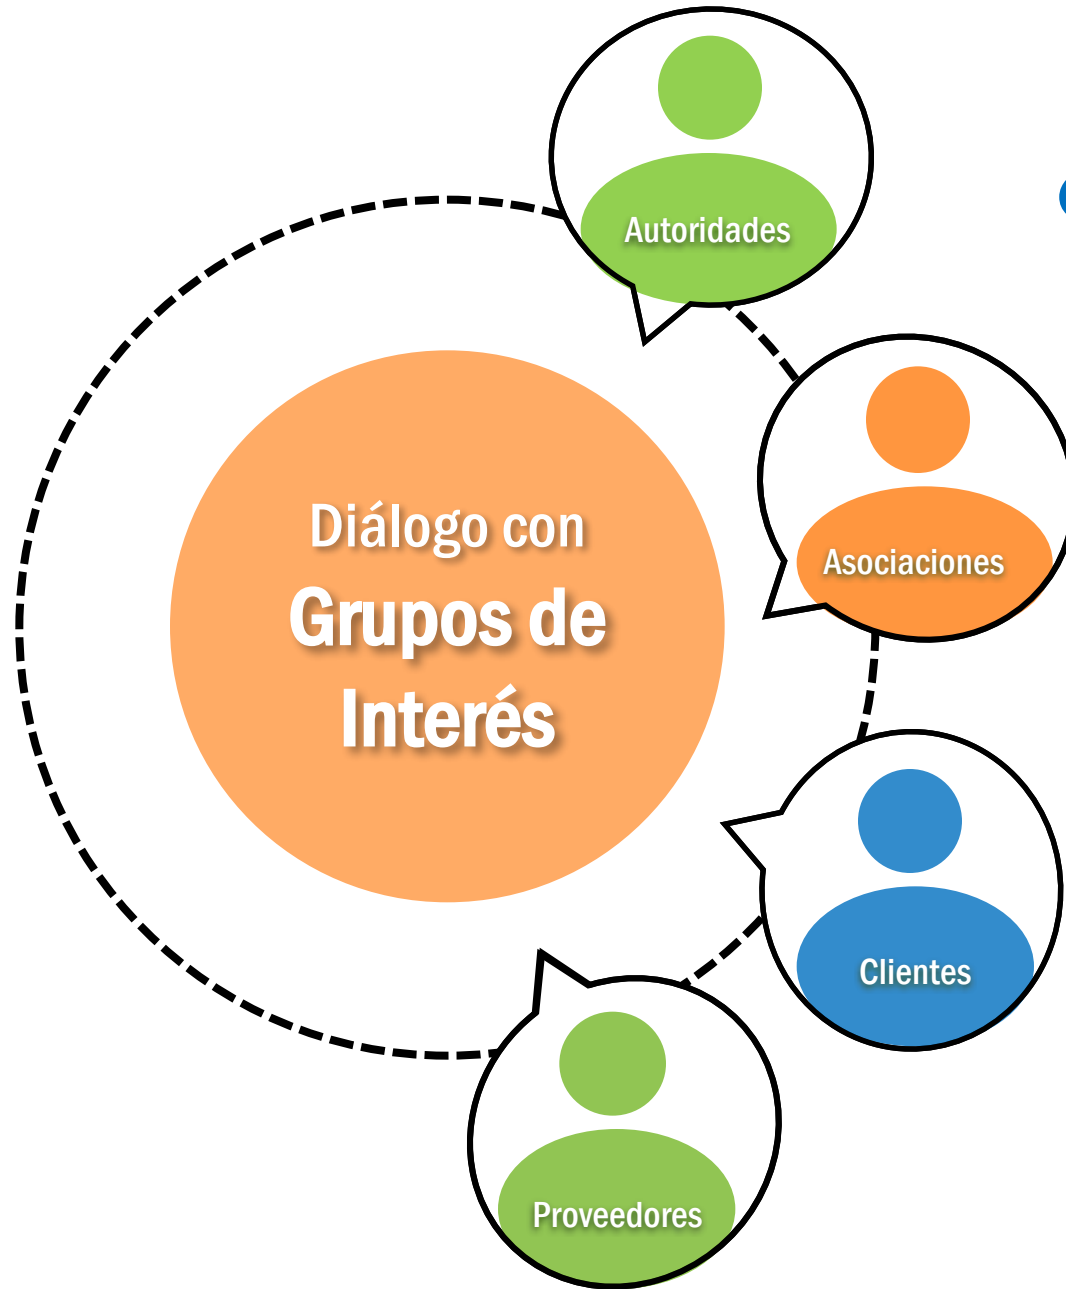 Autoridades
Asociaciones
Diálogo con
Grupos de
Interés
Clientes
Proveedores